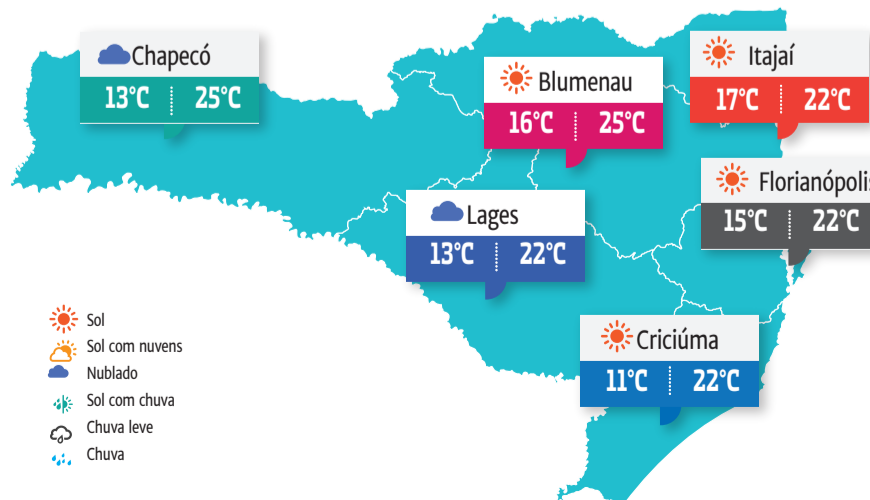 Chapecó
13°C 25°C
Blumenau
16°C 25°C
Itajaí
17°C 22°C
Florianópolis
15°C 22°C
Lages
13°C 22°C
Criciúma
11°C 22°C
Sol
Sol com nuvens
Nublado
Sol com chuva
Chuva leve
Chuva